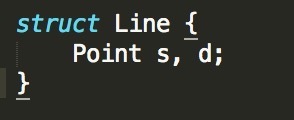 struct Line {
    Point s, d;
}